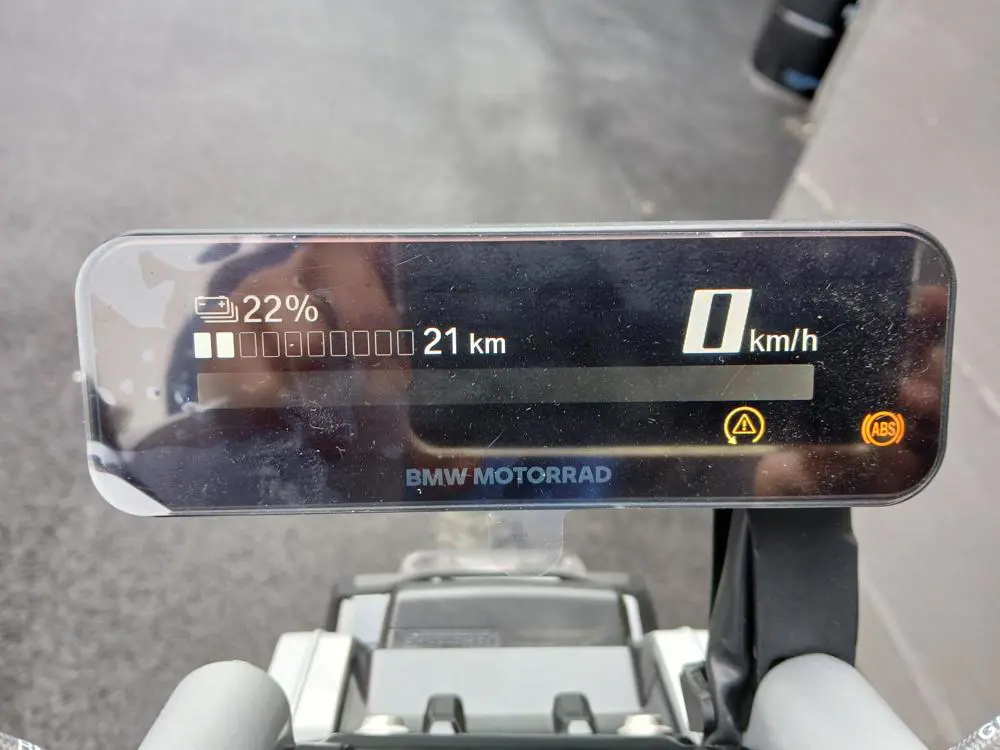 22%
21 km
0 km/h
ABS
BMW MOTORRAD